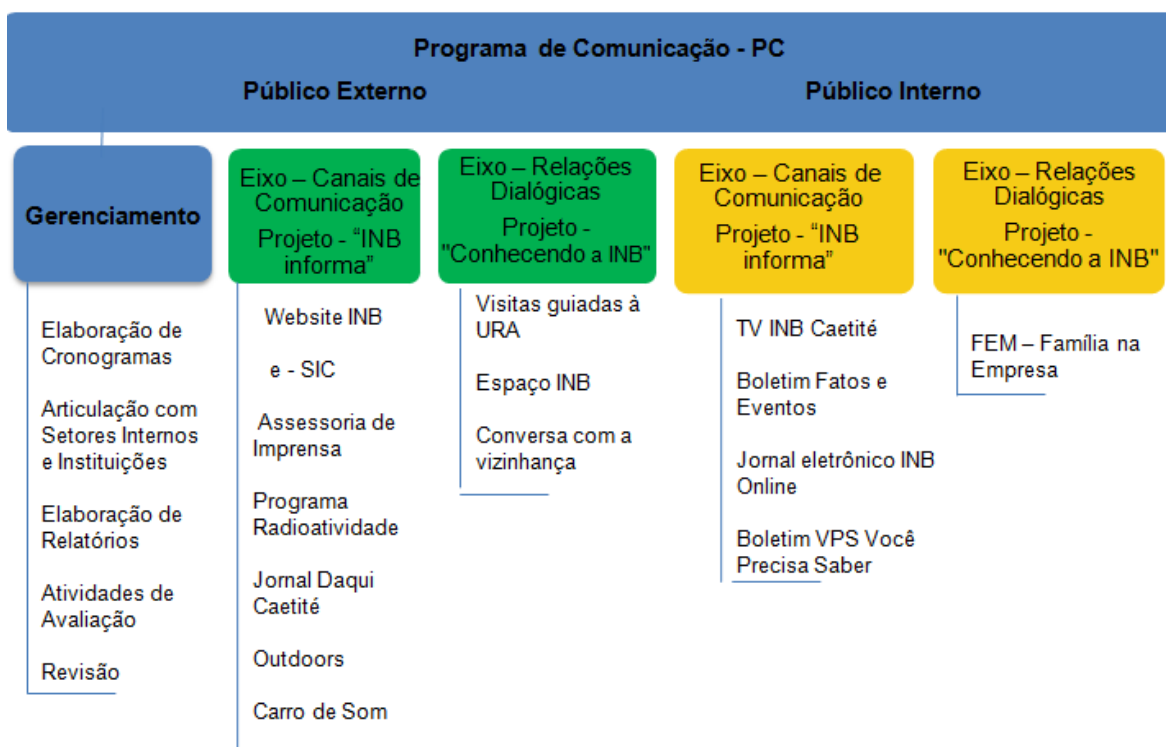 Programa de Comunicação - PC
Público Externo
Público Interno
Gerenciamento
Elaboração de
Cronogramas
Articulação com
Setores Internos
e Instituições
Elaboração de
Relatórios
Atividades de
Avaliação
Revisão
Eixo – Canais de
Comunicação
Projeto - “INB
informa”
Website INB
e - SIC
Assessoria de
Imprensa
Programa
Radioatividade
Jornal Daqui
Caetité
Outdoors
Carro de Som
Eixo – Relações
Dialógicas
Projeto -
"Conhecendo a INB"
Visitas guiadas à
URA
Espaço INB
Conversa com a
vizinhança
Eixo – Canais de
Comunicação
Projeto - “INB
informa”
TV INB Caetité
Boletim Fatos e
Eventos
Jornal eletrônico INB
Online
Boletim VPS Você
Precisa Saber
Eixo – Relações
Dialógicas
Projeto -
"Conhecendo a INB"
FEM – Família na
Empresa